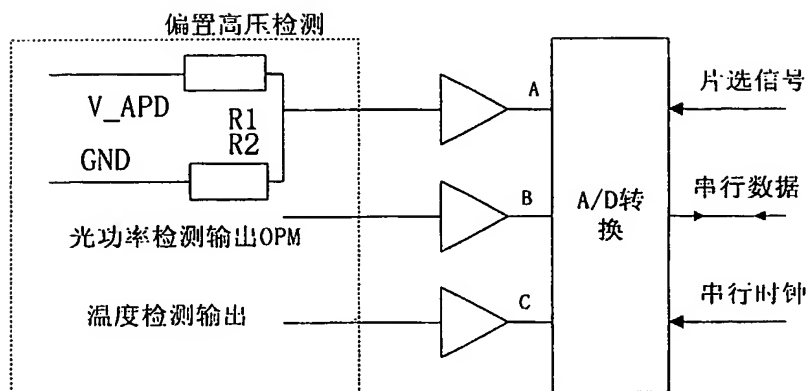 偏置高压检测
V_APD
R1
R2
GND
光功率检测输出OPM
温度检测输出
A
B
C
A/D转
换
片选信号
串行数据
串行时钟